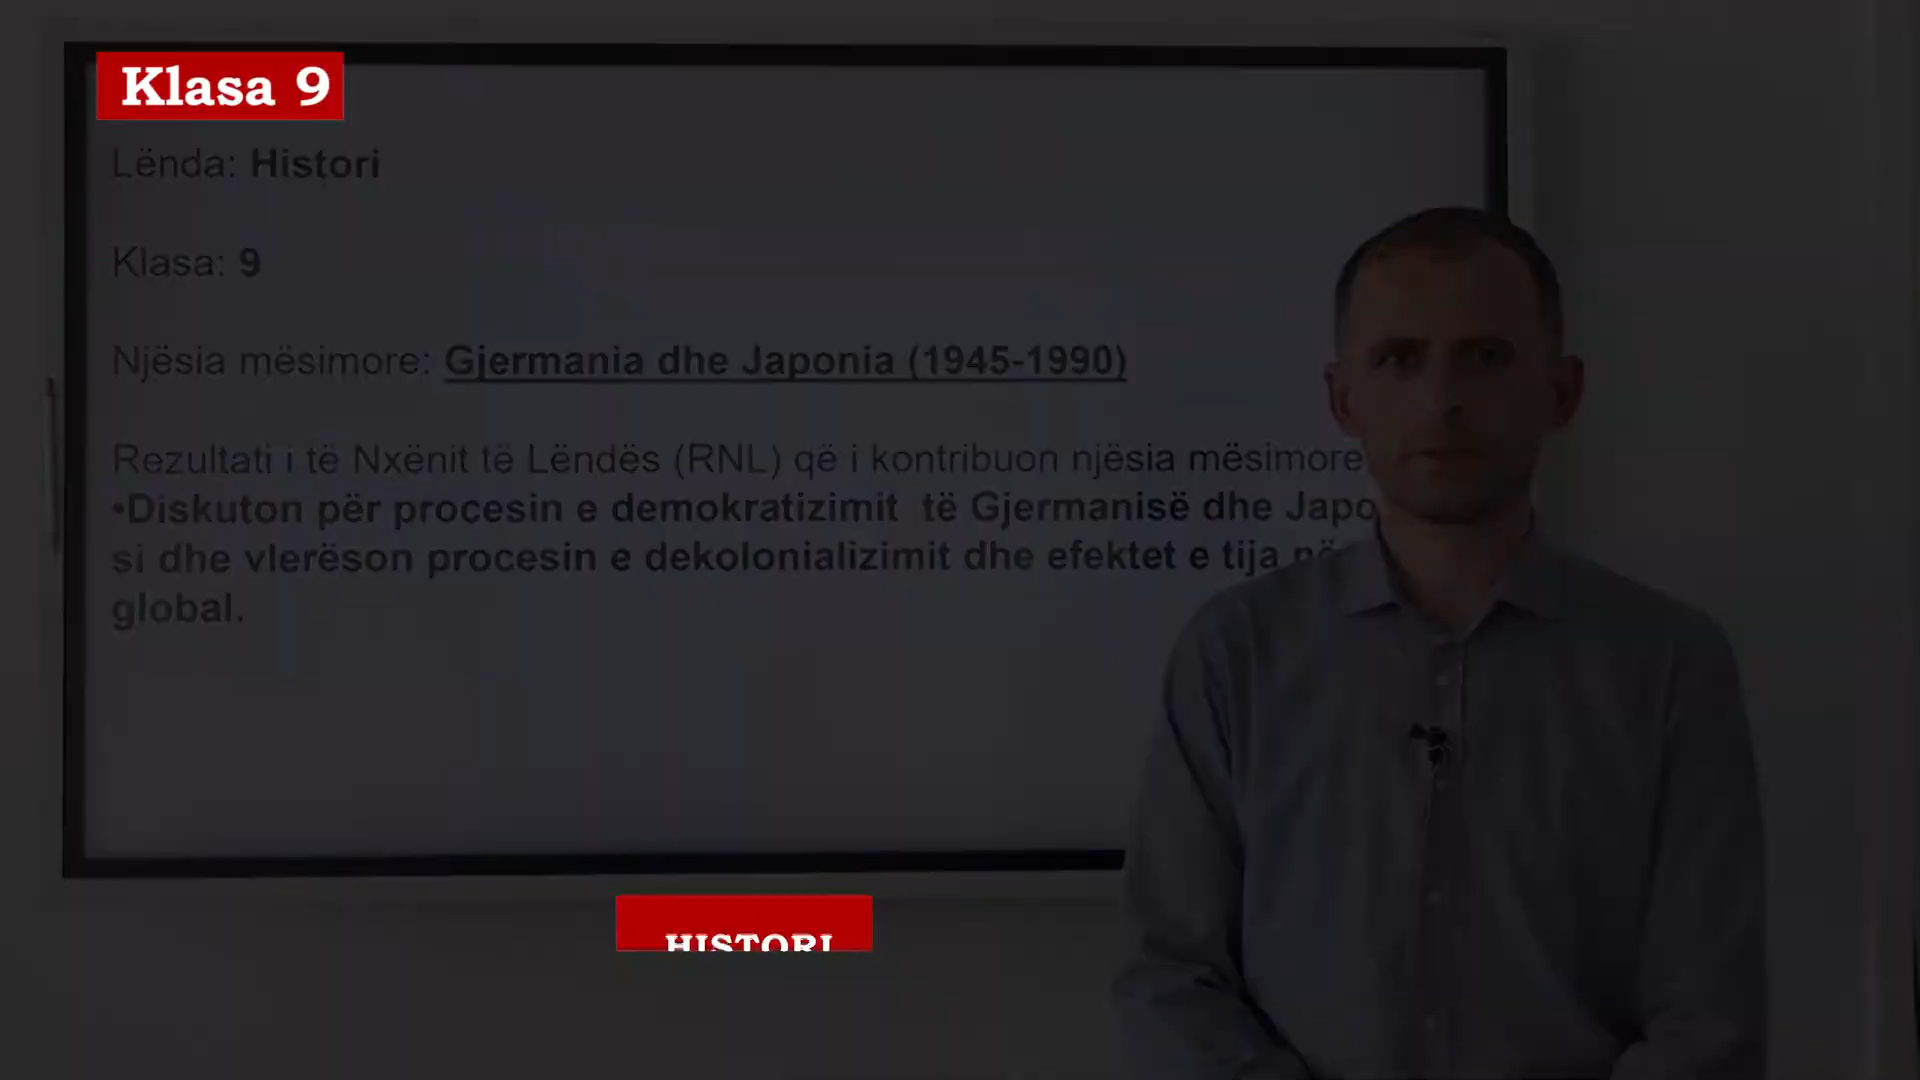 Klasa 9
Lënda: Histori
Klasa: 9
Njësia mësimore: Gjermania dhe Japonia (1945-1990)
Rezultati i të Nxënit të Lëndës (RNL) që i kontribuon njësia mësimore
•Diskuton për procesin e demokratizimit të Gjermanisë dhe Japo
si dhe vlerëson procesin e dekolonializimit dhe efektet e tija në
global.
HISTORI